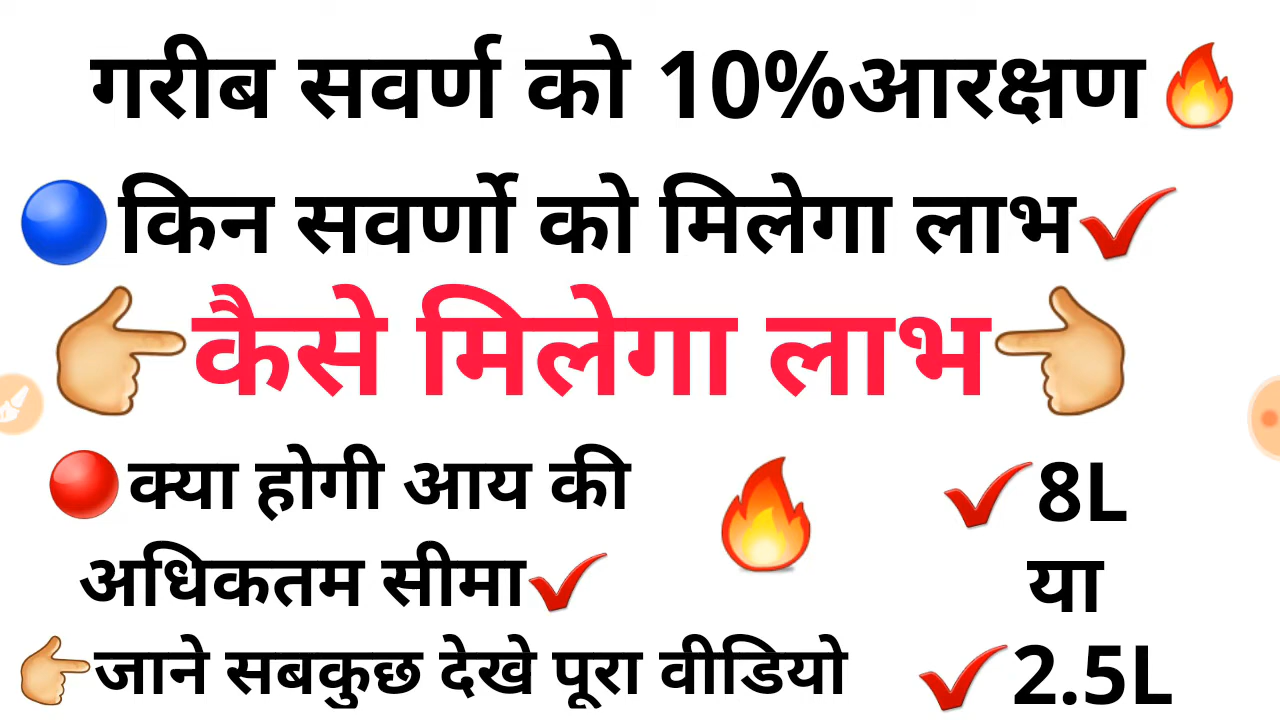 गरीब सवर्ण को 10%आरक्षण
किन सवर्णो को मिलेगा लाभ
कैसे मिलेगा लाभ
क्या होगी आय की
अधिकतम सीमा
8L
या
2.5L
जाने सबकुछ देखे पूरा वीडियो